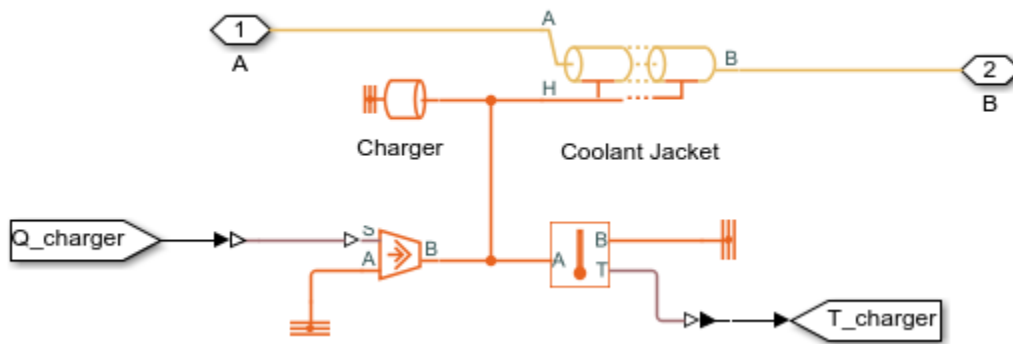 1
A
A
B
2
B
H
Charger
Coolant Jacket
Q_charger
S
A
B
A
B
T
T_charger